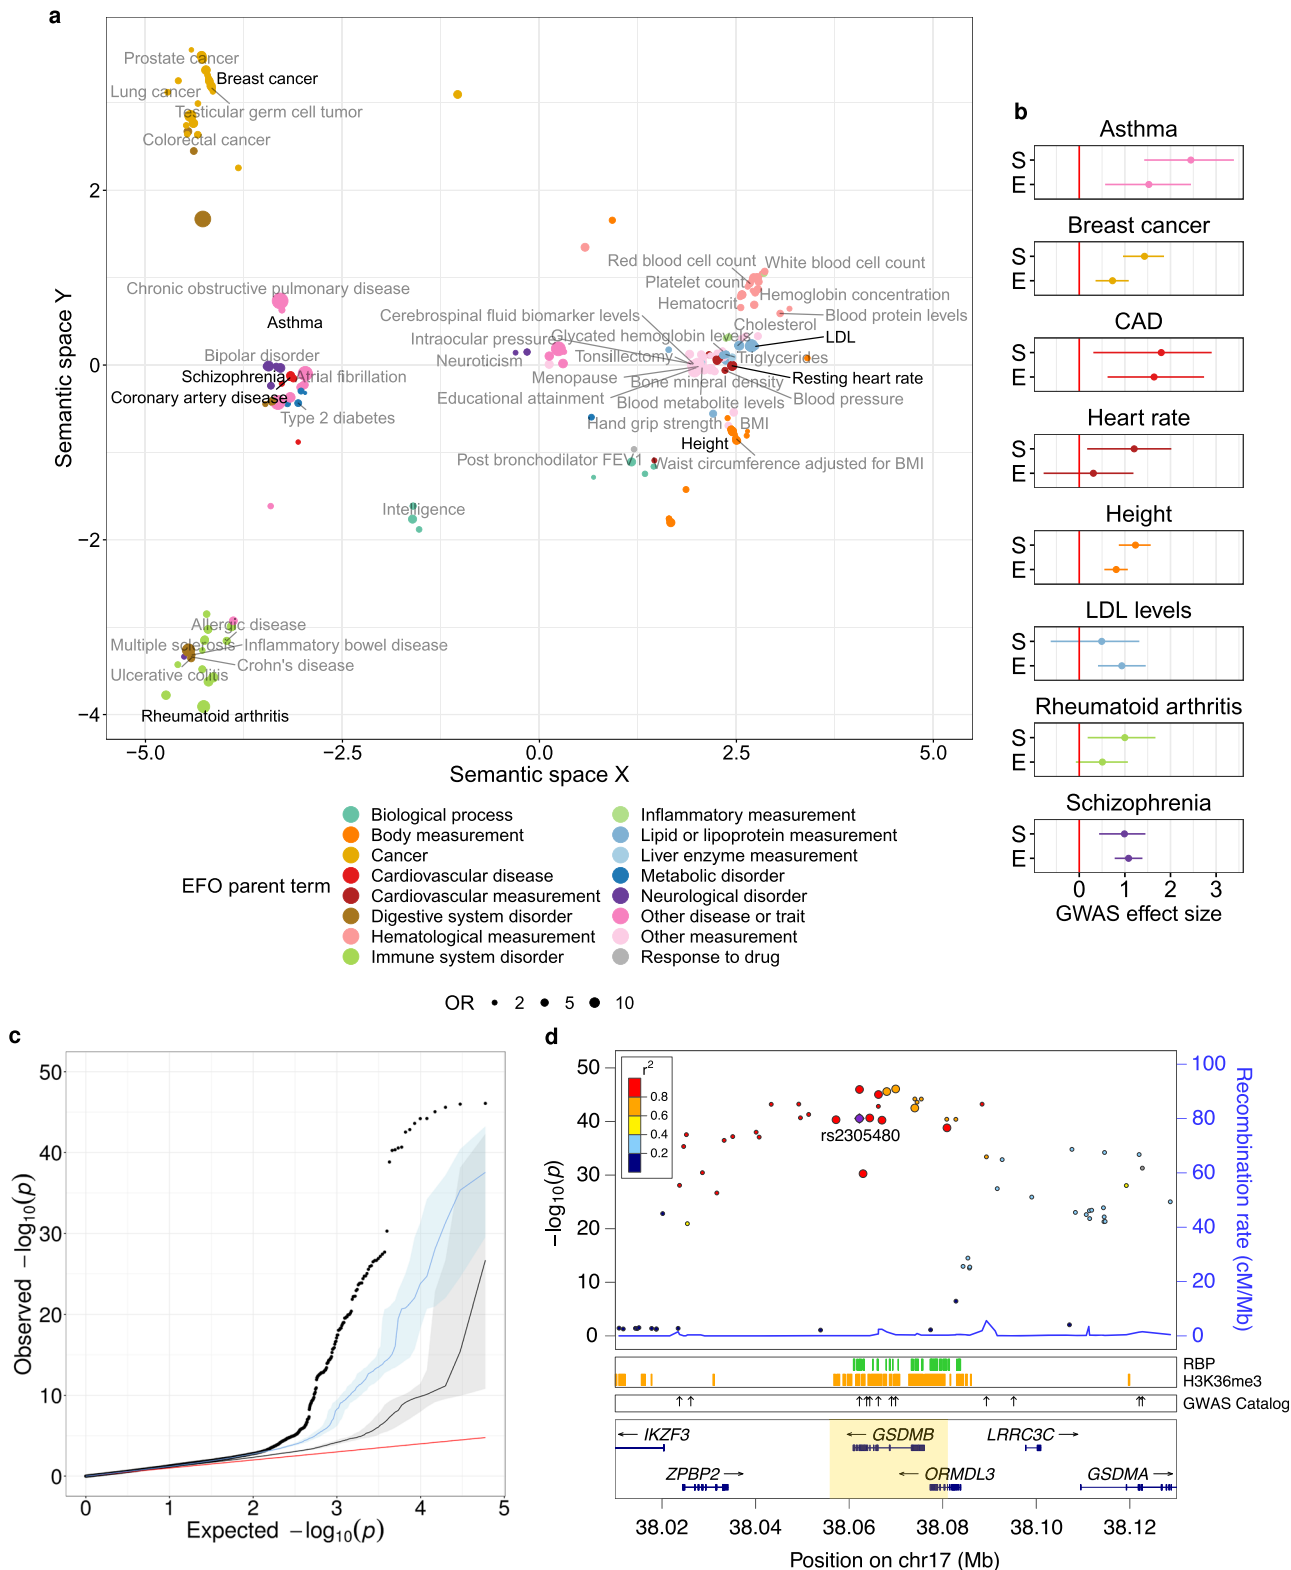 a
Prostate cancer
Breast cancer
Lung cancer
Testicular germ cell tumor
Colorectal cancer
Red blood cell count
White blood cell count
Platelet count
Hemoglobin concentration
Hematocrit
Blood protein levels
Chronic obstructive pulmonary disease
Asthma
Cerebrospinal fluid biomarker levels
Cholesterol
Intraocular pressure
Glycated hemoglobin levels
LDL
Bipolar disorder
Neuroticism
Tonsillectomy
Triglycerides
Schizophrenia
Atrial fibrillation
Menopause
Bone mineral density
Resting heart rate
Coronary artery disease
Educational attainment
Blood metabolite levels
Blood pressure
Type 2 diabetes
Hand grip strength
BMI
Height
Post bronchodilator FEV1
Waist circumference adjusted for BMI
Intelligence
Allergic disease
Multiple sclerosis
Inflammatory bowel disease
Crohn's disease
Ulcerative colitis
Rheumatoid arthritis
2
0
−2
−4
Semantic space Y
−5.0 −2.5 0.0 2.5 5.0
Semantic space X
EFO parent term
Biological process
Body measurement
Cancer
Cardiovascular disease
Cardiovascular measurement
Digestive system disorder
Hematological measurement
Immune system disorder
Inflammatory measurement
Lipid or lipoprotein measurement
Liver enzyme measurement
Metabolic disorder
Neurological disorder
Other disease or trait
Other measurement
Response to drug
OR 2 5 10
b
Asthma
S
E
Breast cancer
S
E
CAD
S
E
Heart rate
S
E
Height
S
E
LDL levels
S
E
Rheumatoid arthritis
S
E
Schizophrenia
S
E
0 1 2 3
GWAS effect size
c
50
40
30
20
10
0
Observed −log10(p)
0 1 2 3 4 5
Expected −log10(p)
d
r2
0.8
0.6
0.4
0.2
rs2305480
50
40
30
20
10
0
−log10(p)
100
80
60
40
20
0
Recombination rate (cM/Mb)
RBP
H3K36me3
GWAS Catalog
IKZF3
GSDMB
LRRC3C
ZPBP2
ORMDL3
GSDMA
38.02 38.04 38.06 38.08 38.10 38.12
Position on chr17 (Mb)